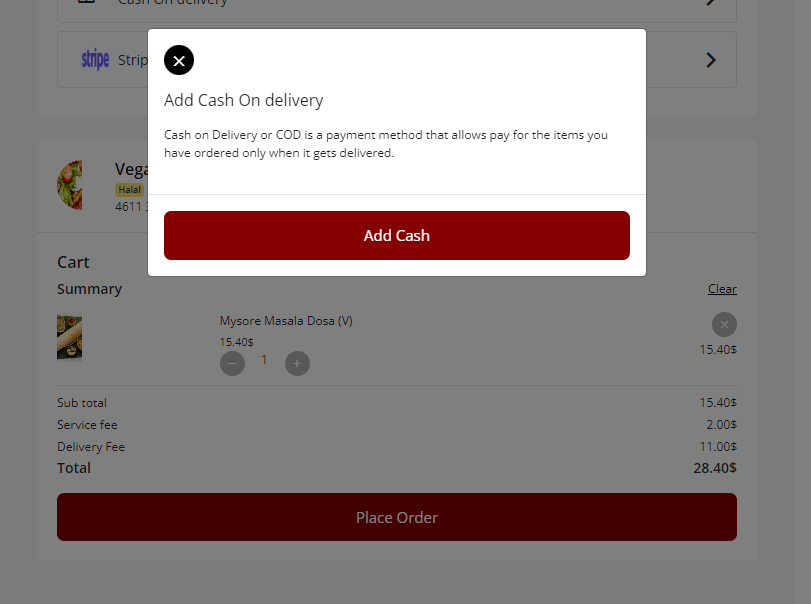 Cash On delivery
stripe Strip
Add Cash On delivery
Cash on Delivery or COD is a payment method that allows pay for the items you
have ordered only when it gets delivered.
Add Cash
Vega
Halal
4611
Cart
Summary Clear
Mysore Masala Dosa (V)
15.40$
15.40$
1
Sub total 15.40$
Service fee 2.00$
Delivery Fee 11.00$
Total 28.40$
Place Order